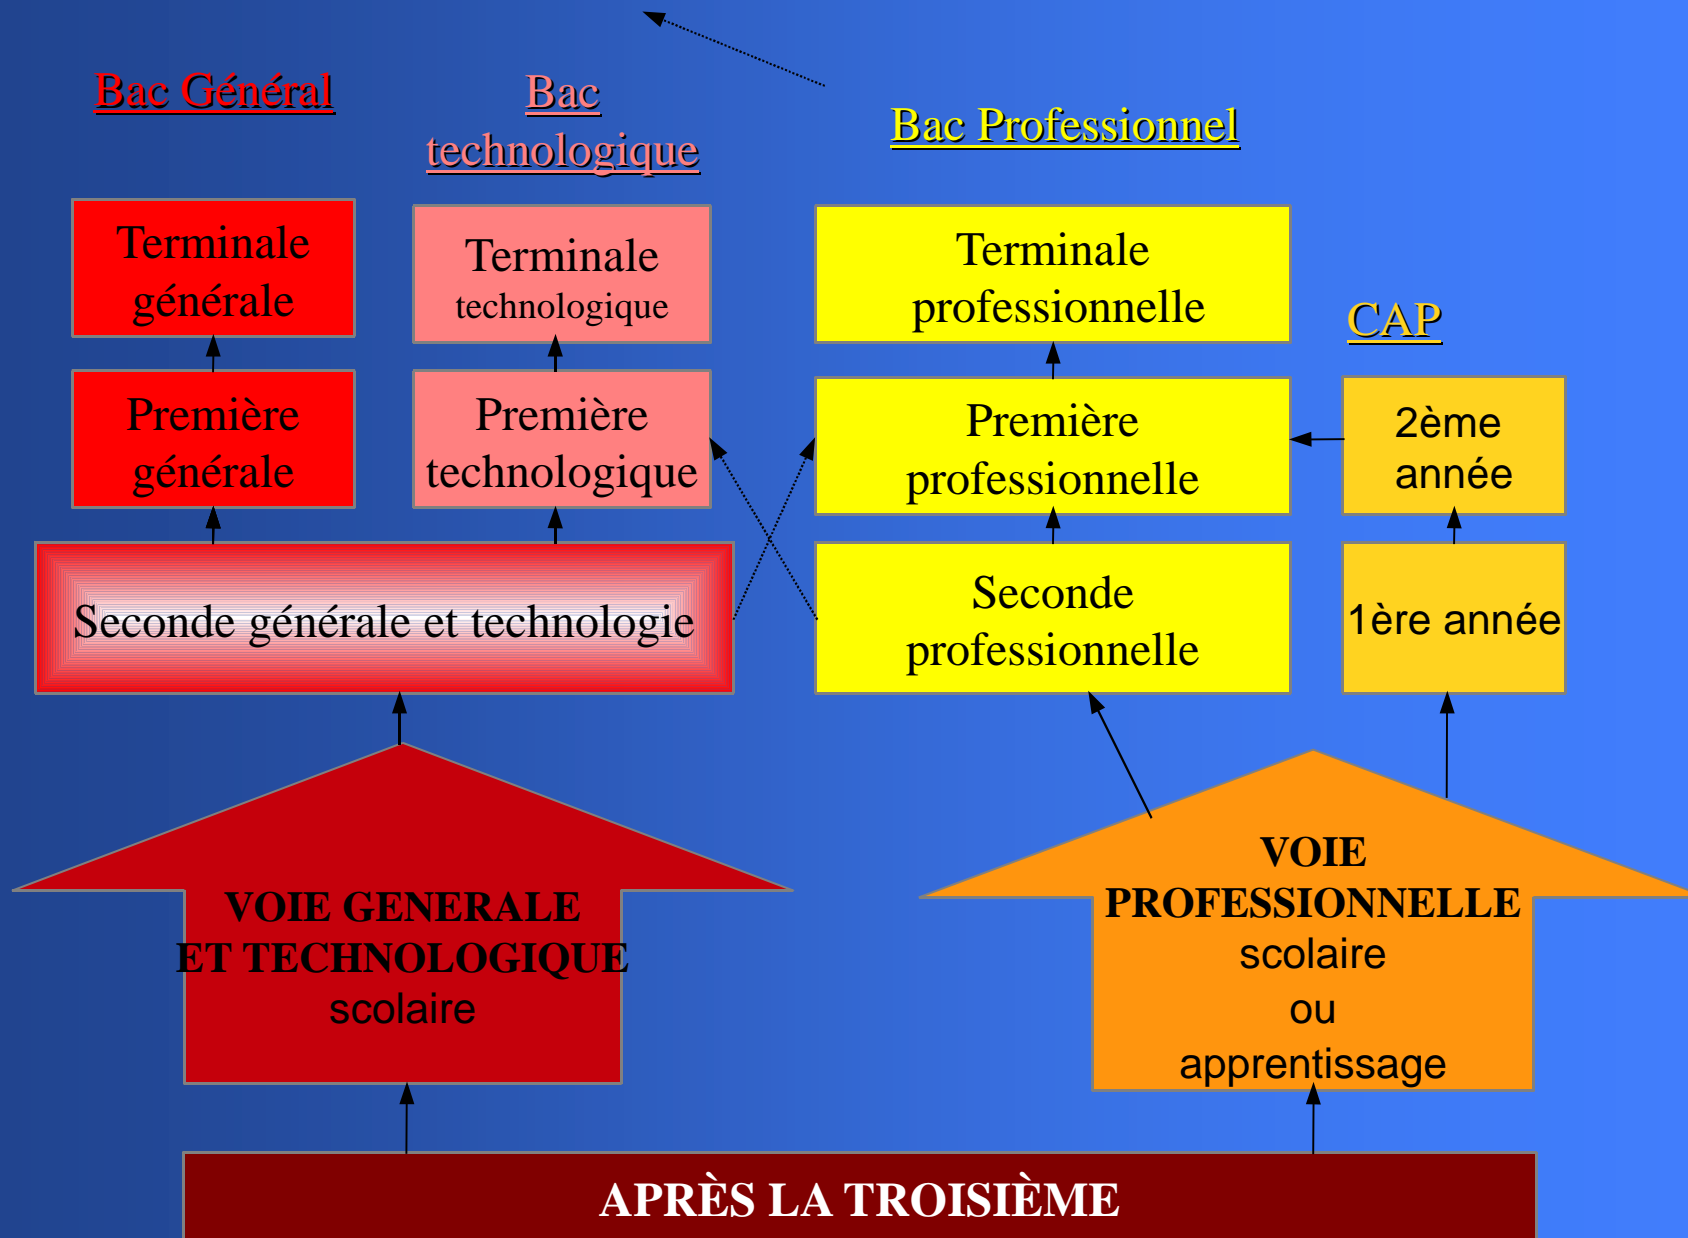 Bac Général
Bac
technologique
Bac Professionnel
Terminale
générale
Terminale
technologique
Terminale
professionnelle
CAP
Première
générale
Première
technologique
Première
professionnelle
2ème
année
Seconde générale et technologie
Seconde
professionnelle
1ère année
VOIE GENERALE
ET TECHNOLOGIQUE
scolaire
VOIE
PROFESSIONNELLE
scolaire
ou
apprentissage
APRÈS LA TROISIÈME